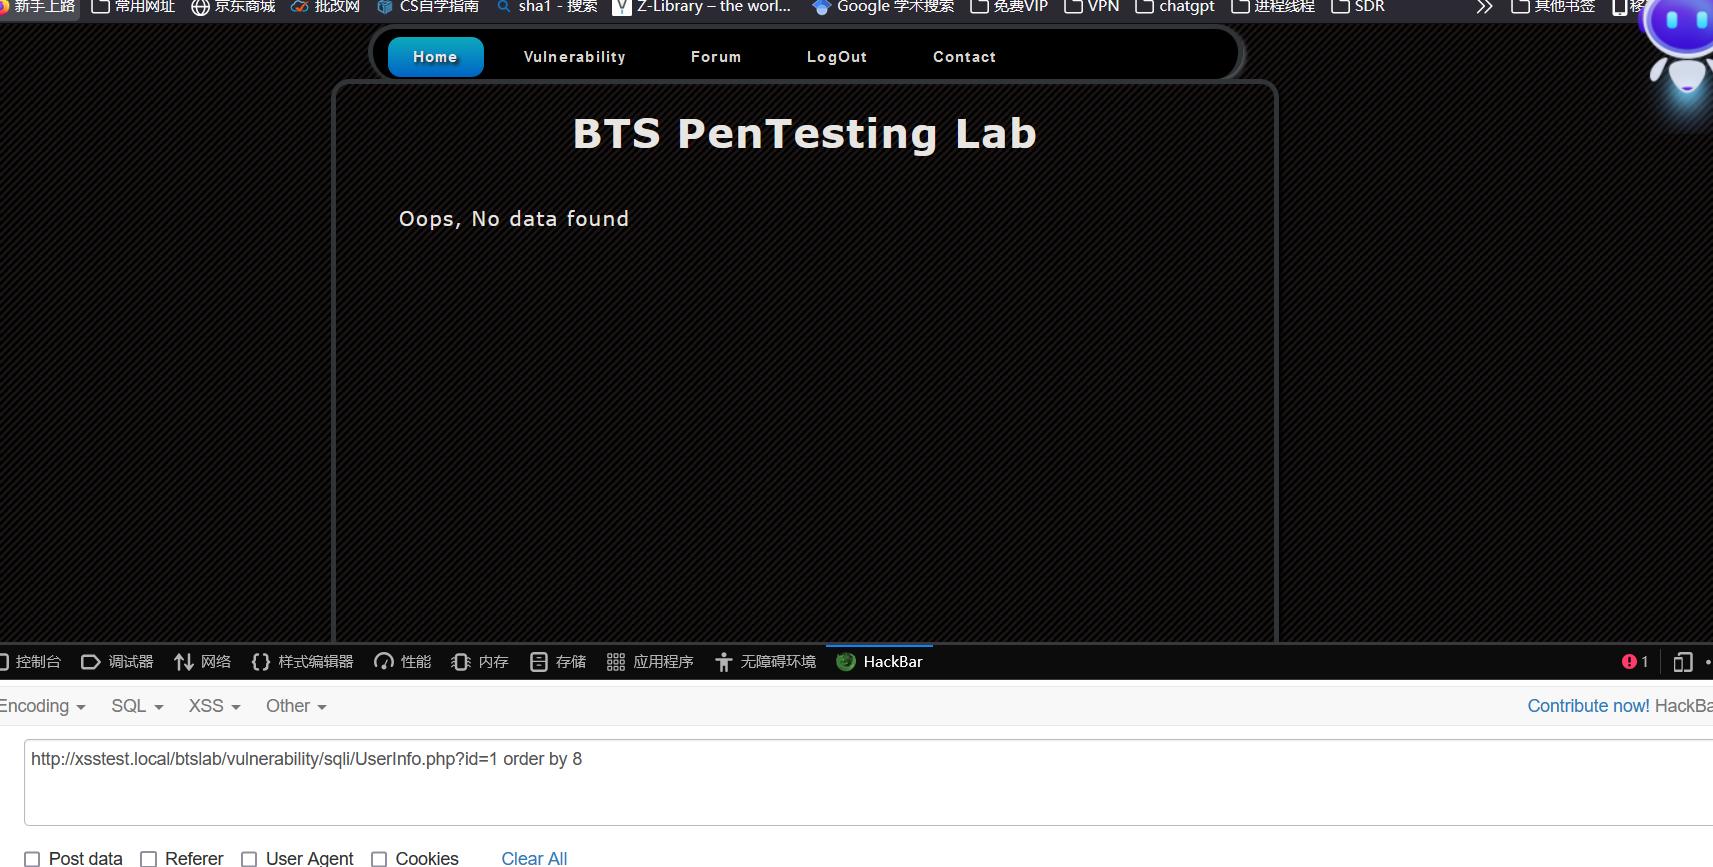 新手上路 常用网址 京东商城 批改网 CS自学指南 sha1 - 搜索 Z-Library – the worl... Google 学术搜索 免费VIP VPN chatgpt 进程线程 SDR 其他书签 移
Home Vulnerability Forum LogOut Contact
BTS PenTesting Lab
Oops, No data found
控制台 调试器 网络 样式编辑器 性能 内存 存储 应用程序 无障碍环境 HackBar 1
Encoding SQL XSS Other Contribute now! HackBa
http://xsstest.local/btslab/vulnerability/sqli/UserInfo.php?id=1 order by 8
Post data Referer User Agent Cookies Clear All